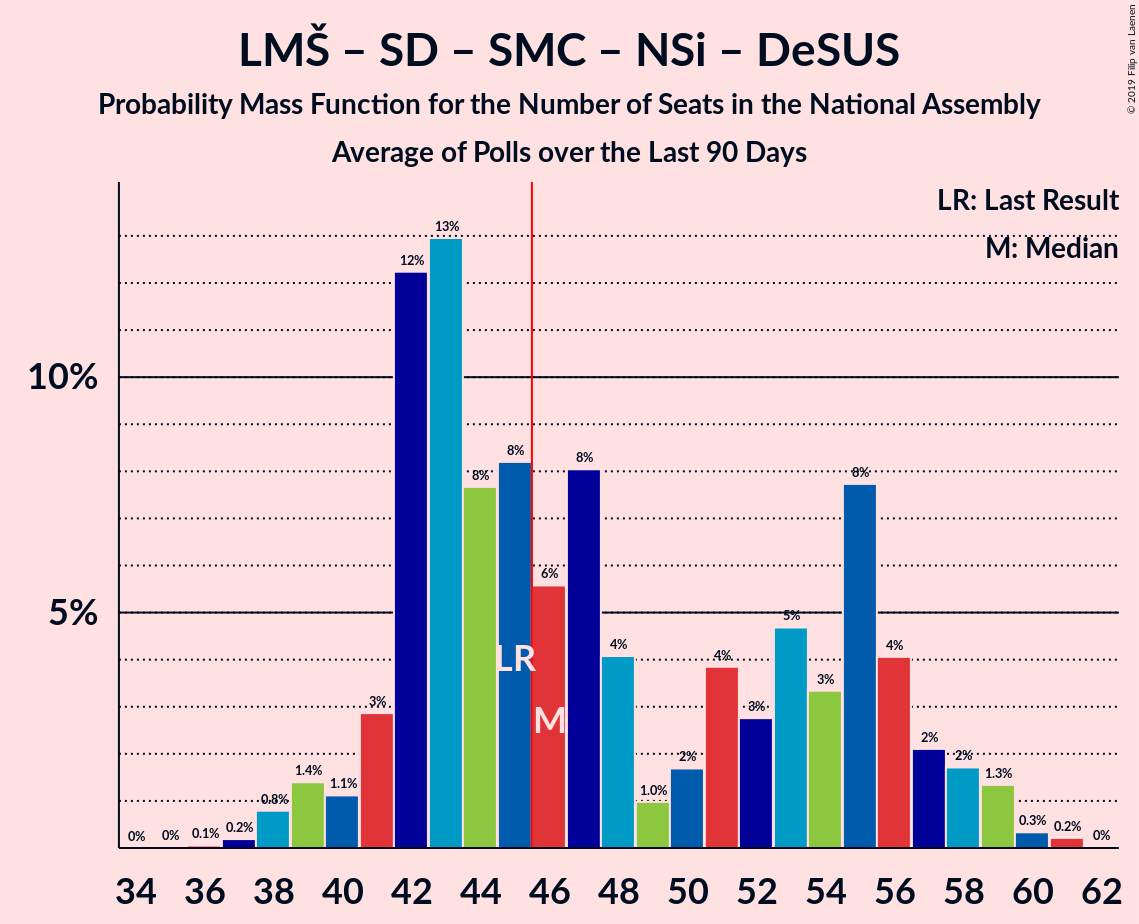 LMŠ – SD – SMC – NSi – DeSUS
Probability Mass Function for the Number of Seats in the National Assembly
Average of Polls over the Last 90 Days
© 2019 Filip van Laenen
LR: Last Result
M: Median
10%
5%
0% 0% 0.1% 0.2% 0.8% 1.4% 1.1% 3% 12% 13% 8% 8% 6% 8% 4% 1.0% 2% 4% 3% 5% 3% 8% 4% 2% 2% 1.3% 0.3% 0.2% 0%
LR
M
34 36 38 40 42 44 46 48 50 52 54 56 58 60 62